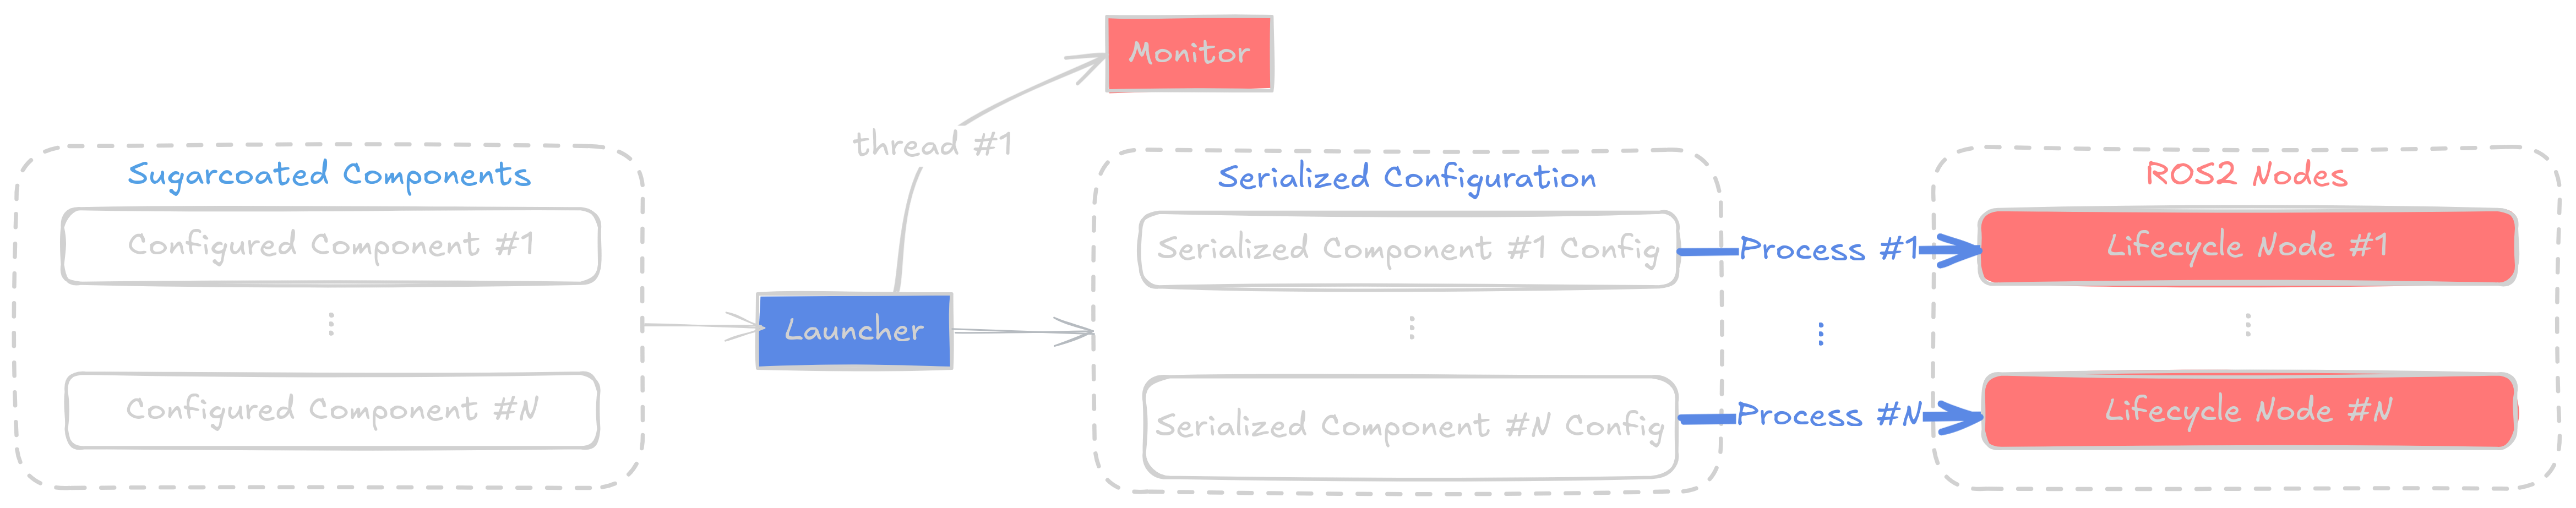 Monitor
thread #1
Sugarcoated Components
Configured Component #1
⋮
Configured Component #N
Launcher
Serialized Configuration
Serialized Component #1 Config
⋮
Serialized Component #N Config
Process #1
⋮
Process #N
ROS2 Nodes
Lifecycle Node #1
⋮
Lifecycle Node #N